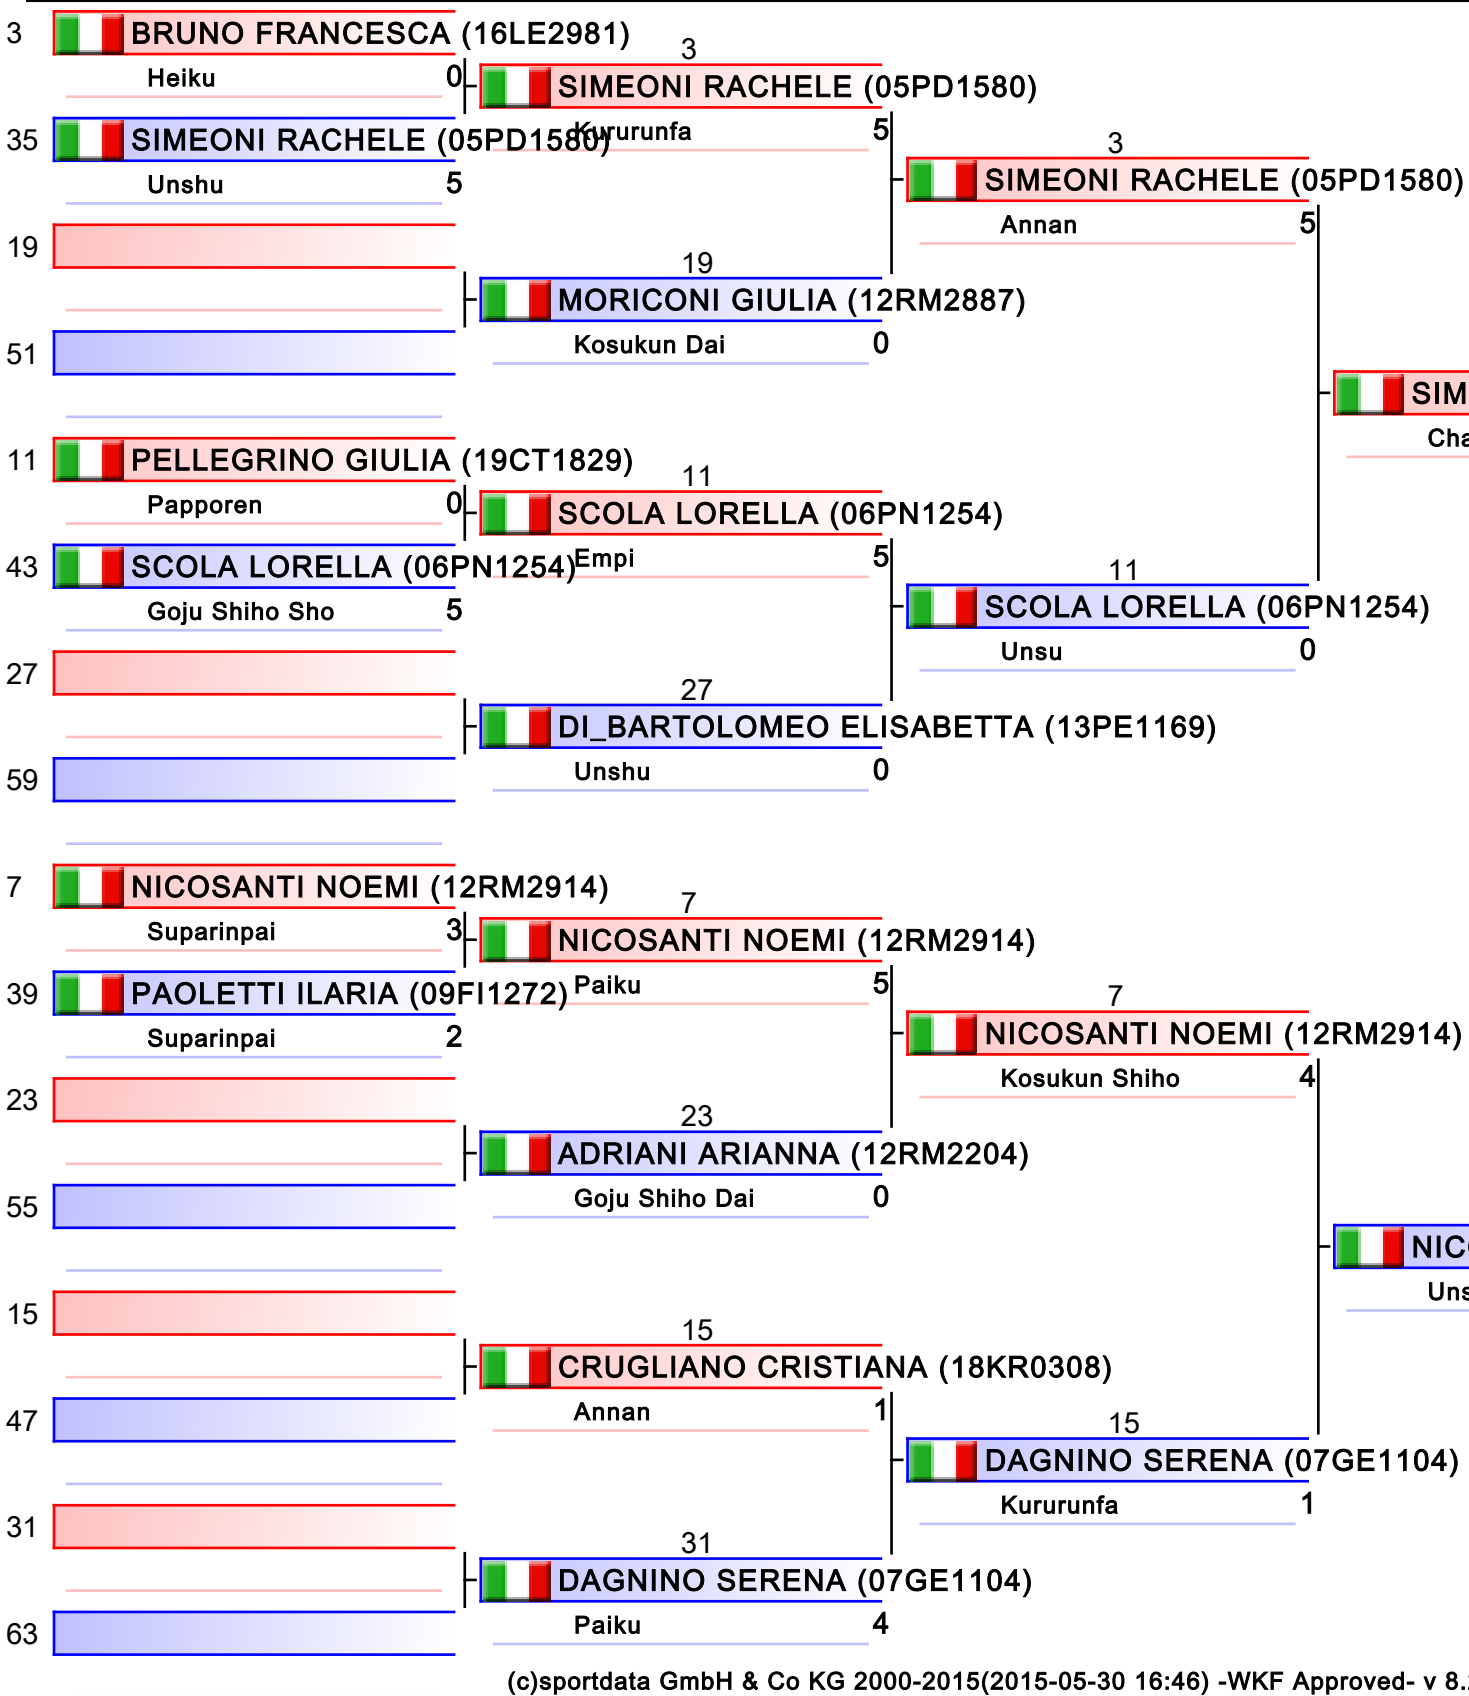 3 BRUNO FRANCESCA (16LE2981)
Heiku 0
35 SIMEONI RACHELE (05PD1580)
Unshu 5
19
51
11 PELLEGRINO GIULIA (19CT1829)
Papporen 0
43 SCOLA LORELLA (06PN1254)
Goju Shiho Sho 5
27
59
7 NICOSANTI NOEMI (12RM2914)
Suparinpai 3
39 PAOLETTI ILARIA (09FI1272)
Suparinpai 2
23
55
15
47
31
63
3
SIMEONI RACHELE (05PD1580)
Kururunfa 5
19
MORICONI GIULIA (12RM2887)
Kosukun Dai 0
11
SCOLA LORELLA (06PN1254)
Empi 5
27
DI_BARTOLOMEO ELISABETTA (13PE1169)
Unshu 0
7
NICOSANTI NOEMI (12RM2914)
Paiku 5
23
ADRIANI ARIANNA (12RM2204)
Goju Shiho Dai 0
15
CRUGLIANO CRISTIANA (18KR0308)
Annan 1
31
DAGNINO SERENA (07GE1104)
Paiku 4
3
SIMEONI RACHELE (05PD1580)
Annan 5
11
SCOLA LORELLA (06PN1254)
Unsu 0
7
NICOSANTI NOEMI (12RM2914)
Kosukun Shiho 4
15
DAGNINO SERENA (07GE1104)
Kururunfa 1
SIM
Cha
NIC
Uns
(c)sportdata GmbH & Co KG 2000-2015(2015-05-30 16:46) -WKF Approved- v 8.